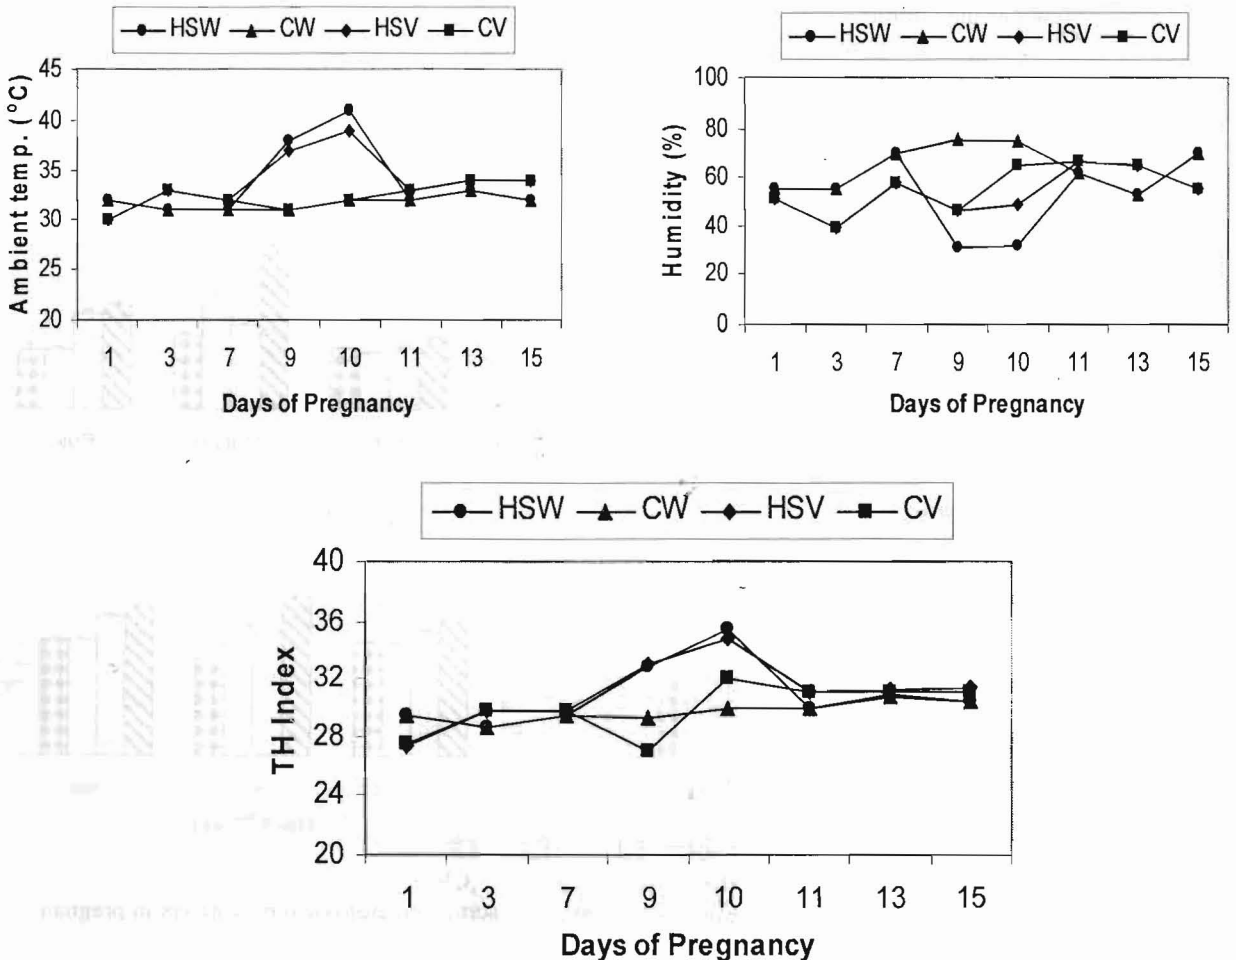 HSW CW HSV CV
Ambient temp. (°C)
45
40
35
30
25
20
1 3 7 9 10 11 13 15
Days of Pregnancy
HSW CW HSV CV
Humidity (%)
100
80
60
40
20
0
1 3 7 9 10 11 13 15
Days of Pregnancy
HSW CW HSV CV
TH Index
40
36
32
28
24
20
1 3 7 9 10 11 13 15
Days of Pregnancy